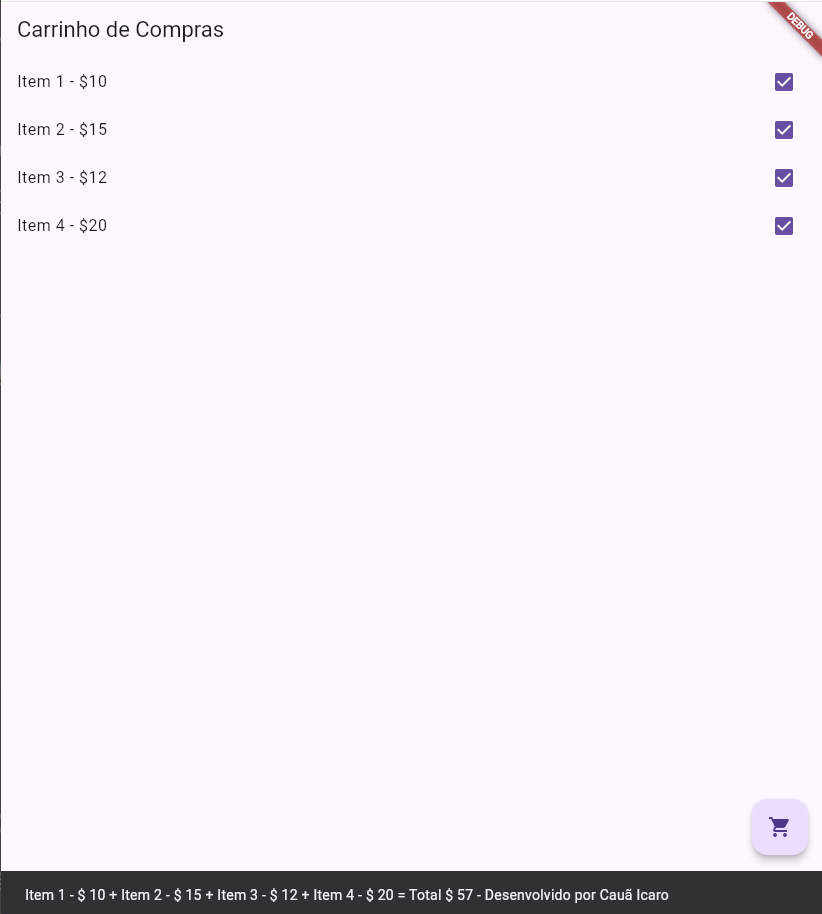 Carrinho de Compras
DEBUG
Item 1 - $10
Item 2 - $15
Item 3 - $12
Item 4 - $20
Item 1 - $ 10 + Item 2 - $ 15 + Item 3 - $ 12 + Item 4 - $ 20 = Total $ 57 - Desenvolvido por Cauã Icaro